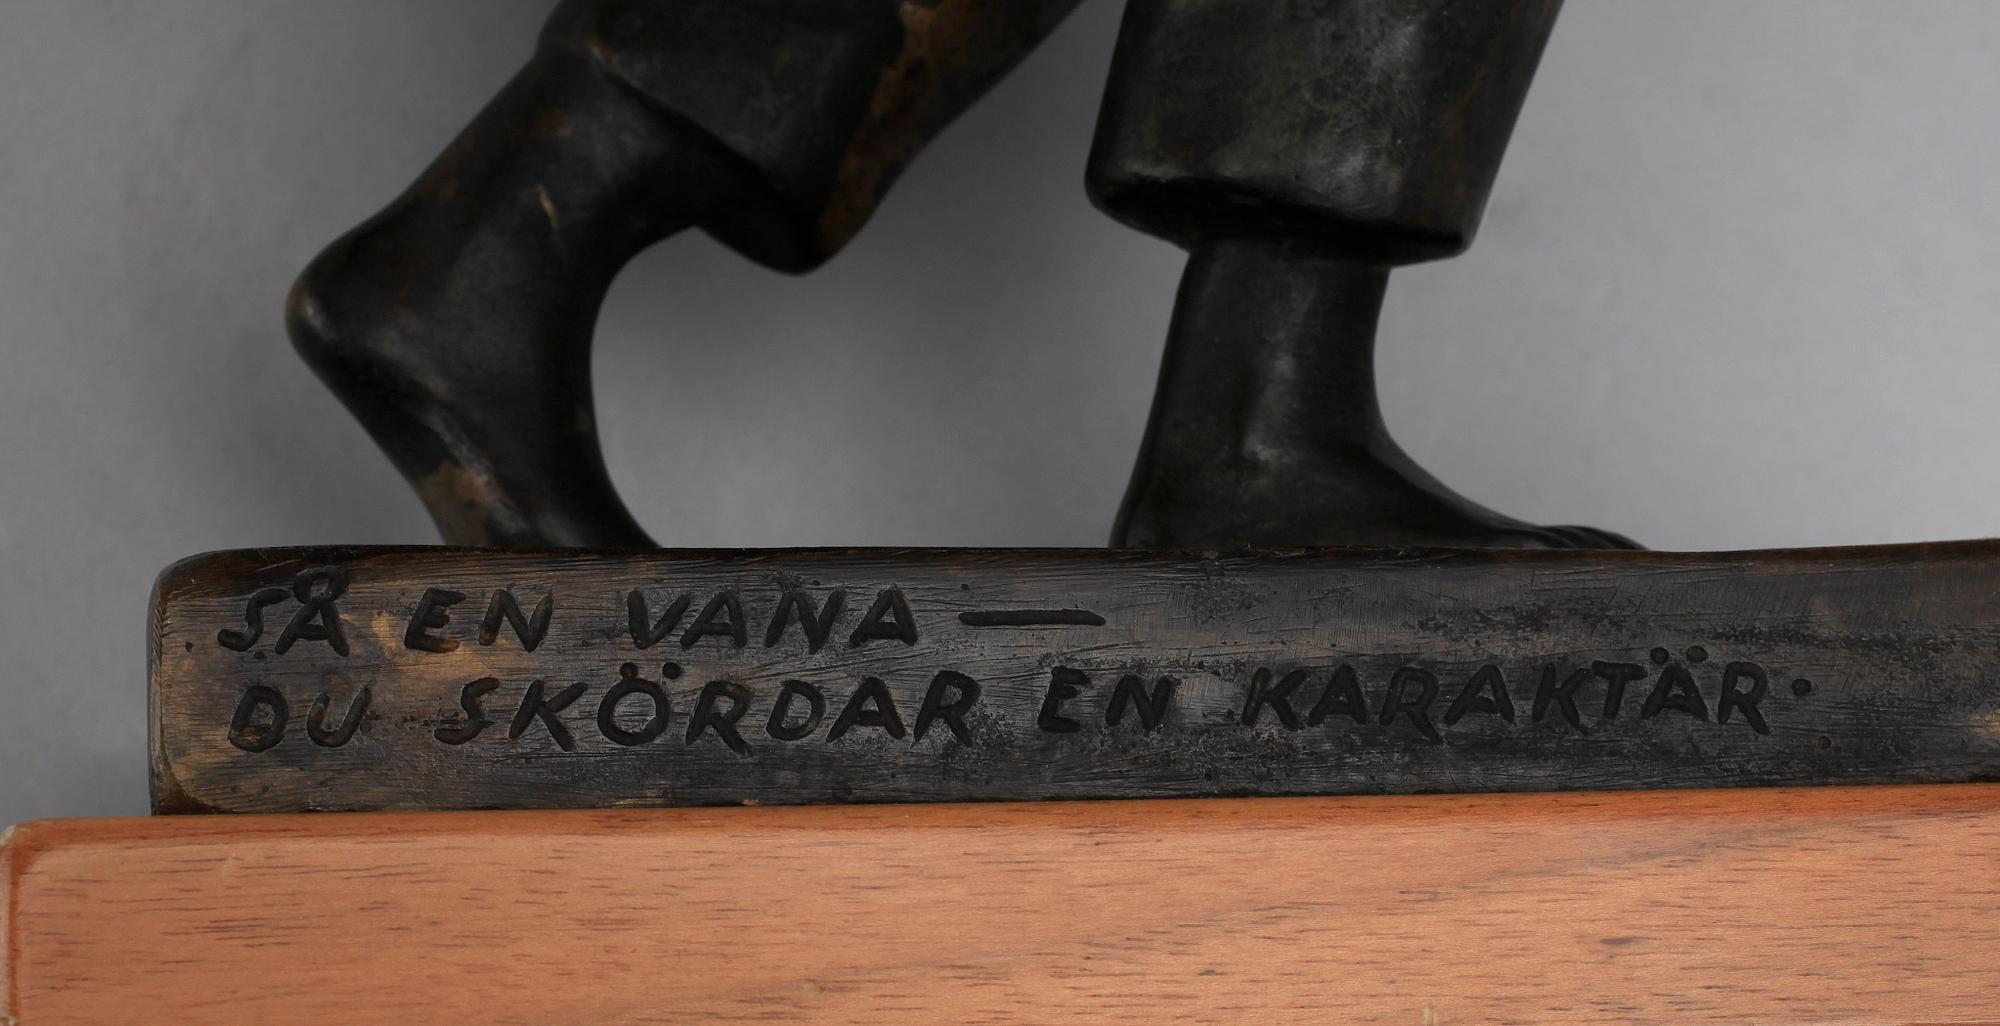 SÅ EN VANA —
DU SKÖRDAR EN KARAKTÄR.